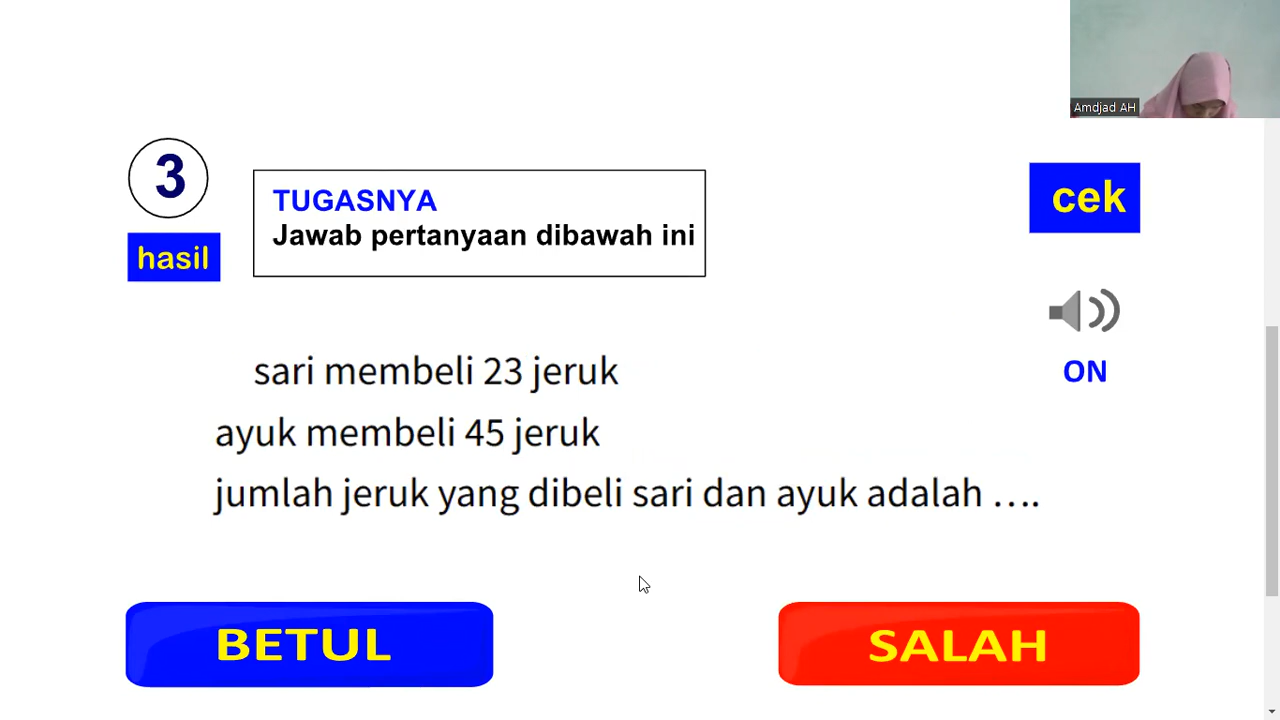 Amdjad AH
3
hasil
TUGASNYA
Jawab pertanyaan dibawah ini
cek
ON
sari membeli 23 jeruk
ayuk membeli 45 jeruk
jumlah jeruk yang dibeli sari dan ayuk adalah ....
BETUL
SALAH